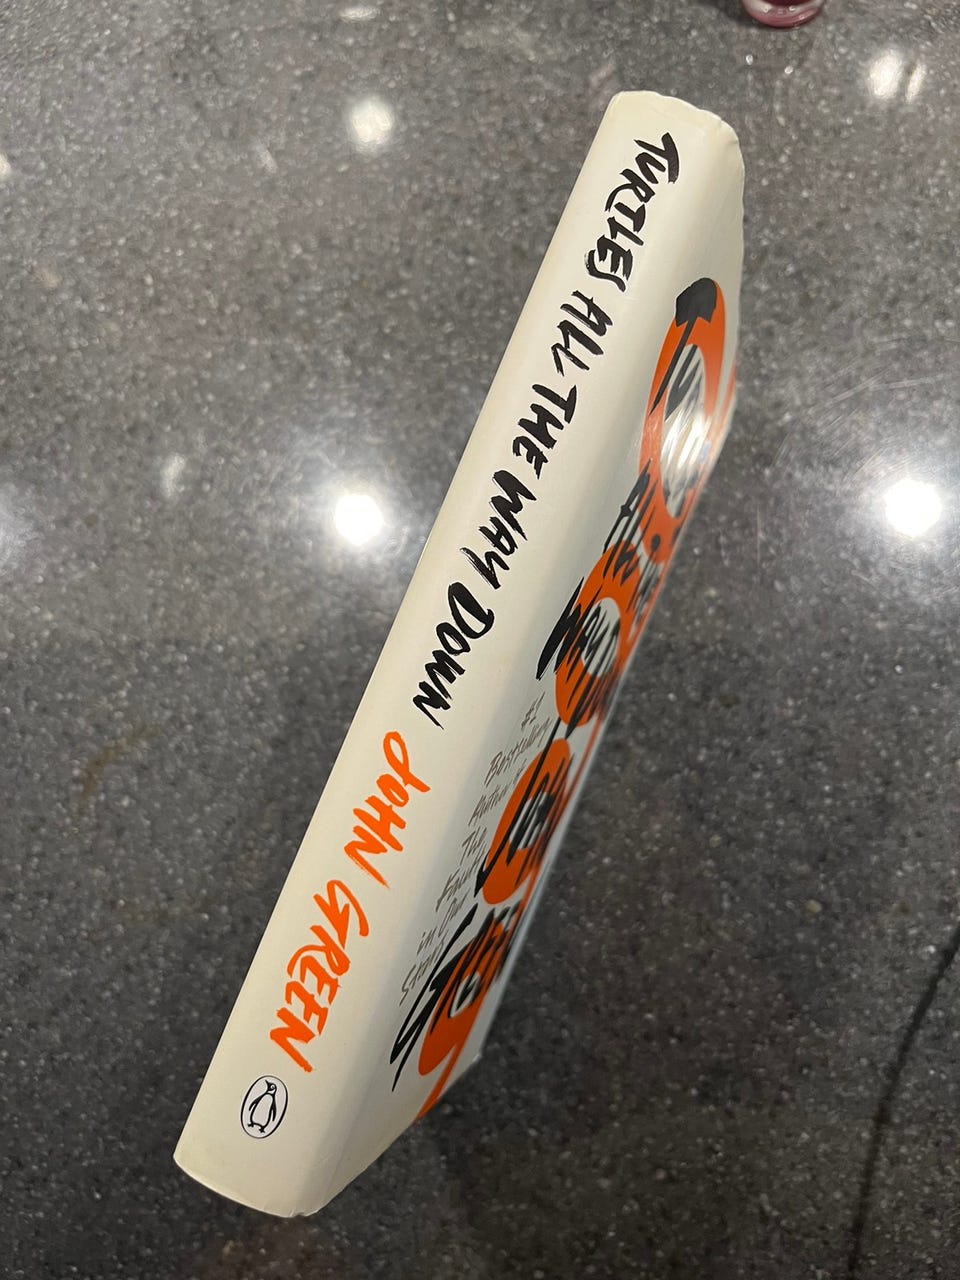 TURTLES ALL THE WAY DOWN JOHN GREEN
#1
Bestselling
Author of
The
Fault
in Our
Stars